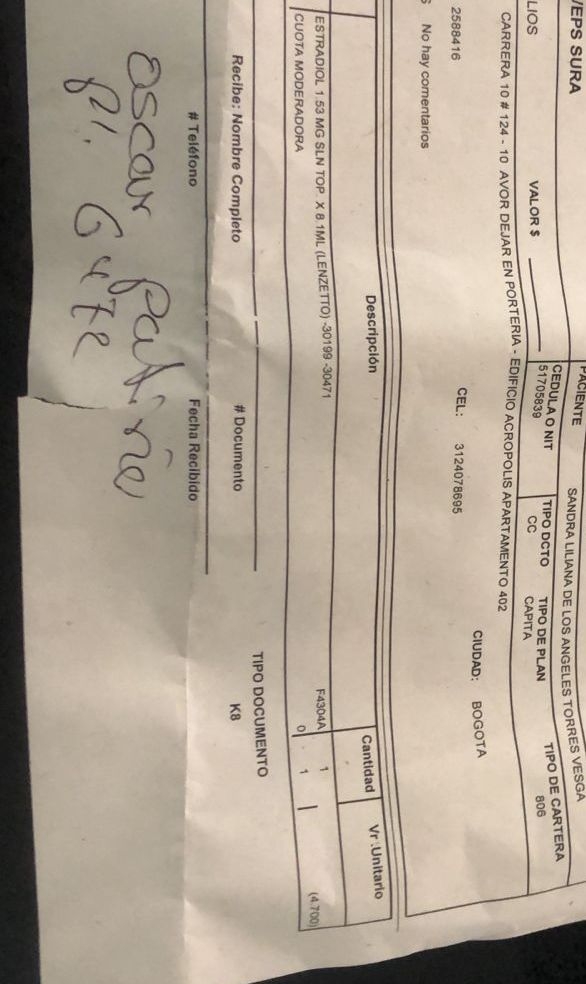 /EPS SURA
PACIENTE SANDRA LILIANA DE LOS ANGELES TORRES VESGA
LIOS VALOR $ CEDULA O NIT TIPO DCTO TIPO DE PLAN TIPO DE CARTERA
51705839 CC CAPITA 806
CARRERA 10 # 124 - 10 AVOR DEJAR EN PORTERIA - EDIFICIO ACROPOLIS APARTAMENTO 402
2588416 CEL: 3124078695 CIUDAD: BOGOTA
S No hay comentarios
Descripción Cantidad Vr .Unitario
ESTRADIOL 1.53 MG SLN TOP. X 8.1ML (LENZETTO) -30199 -30471 F4304A 1
CUOTA MODERADORA 0 1 (4.700)
Recibe: Nombre Completo # Documento TIPO DOCUMENTO
K8
# Teléfono Fecha Recibido
oscar